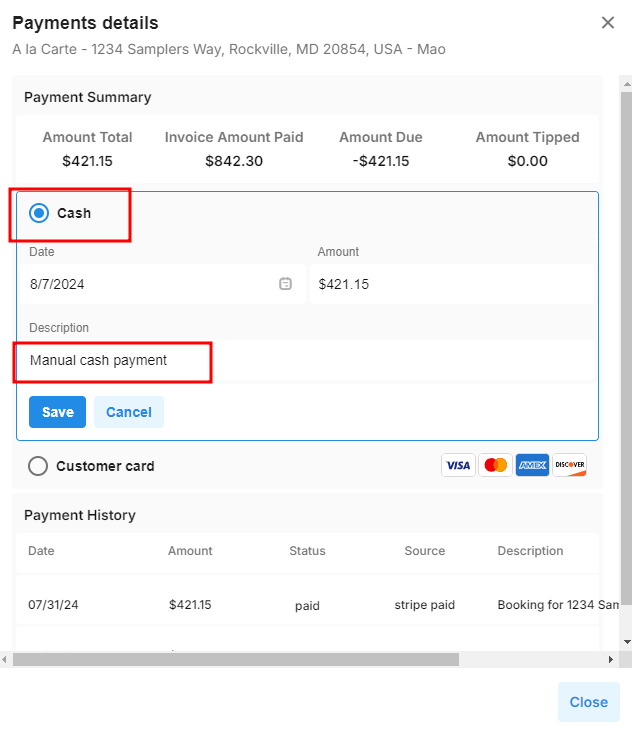 Payments details
A la Carte - 1234 Samplers Way, Rockville, MD 20854, USA - Mao
Payment Summary
Amount Total Invoice Amount Paid Amount Due Amount Tipped
$421.15 $842.30 -$421.15 $0.00
Cash
Date Amount
8/7/2024 $421.15
Description
Manual cash payment
Save Cancel
Customer card VISA AMEX DISCOVER
Payment History
Date Amount Status Source Description
07/31/24 $421.15 paid stripe paid Booking for 1234 Sam
Close